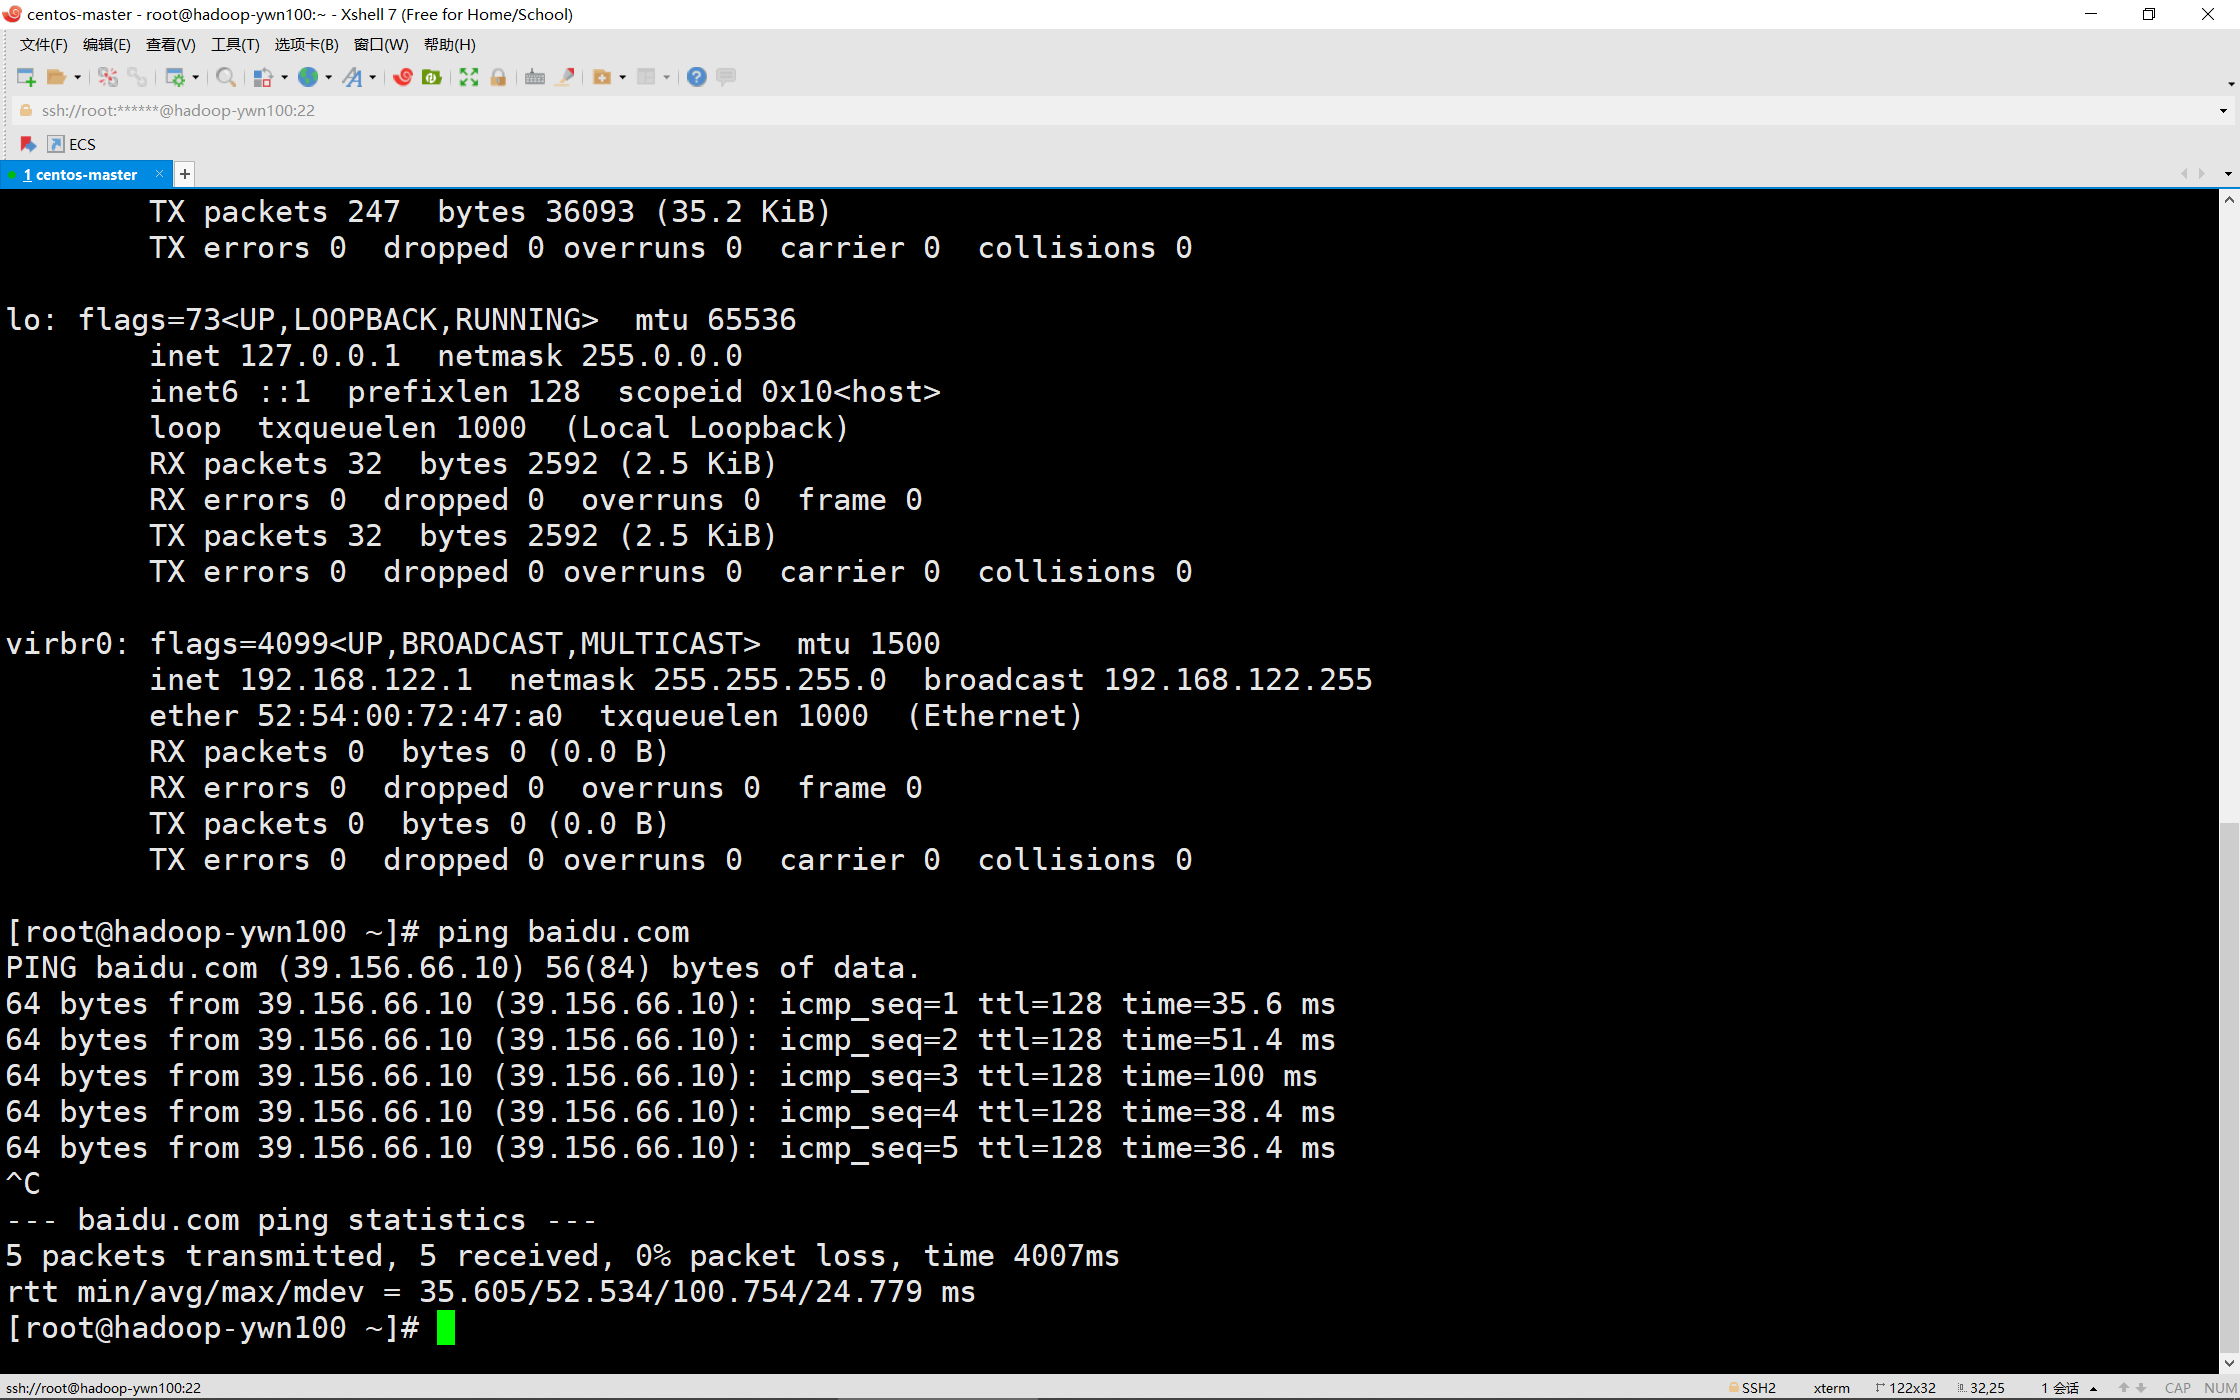 centos-master - root@hadoop-ywn100:~ - Xshell 7 (Free for Home/School)
文件(F) 编辑(E) 查看(V) 工具(T) 选项卡(B) 窗口(W) 帮助(H)
ssh://root:******@hadoop-ywn100:22
ECS
1 centos-master
        TX packets 247  bytes 36093 (35.2 KiB)
        TX errors 0  dropped 0 overruns 0  carrier 0  collisions 0
lo: flags=73<UP,LOOPBACK,RUNNING>  mtu 65536
        inet 127.0.0.1  netmask 255.0.0.0
        inet6 ::1  prefixlen 128  scopeid 0x10<host>
        loop  txqueuelen 1000  (Local Loopback)
        RX packets 32  bytes 2592 (2.5 KiB)
        RX errors 0  dropped 0  overruns 0  frame 0
        TX packets 32  bytes 2592 (2.5 KiB)
        TX errors 0  dropped 0 overruns 0  carrier 0  collisions 0
virbr0: flags=4099<UP,BROADCAST,MULTICAST>  mtu 1500
        inet 192.168.122.1  netmask 255.255.255.0  broadcast 192.168.122.255
        ether 52:54:00:72:47:a0  txqueuelen 1000  (Ethernet)
        RX packets 0  bytes 0 (0.0 B)
        RX errors 0  dropped 0  overruns 0  frame 0
        TX packets 0  bytes 0 (0.0 B)
        TX errors 0  dropped 0 overruns 0  carrier 0  collisions 0
[root@hadoop-ywn100 ~]# ping baidu.com
PING baidu.com (39.156.66.10) 56(84) bytes of data.
64 bytes from 39.156.66.10 (39.156.66.10): icmp_seq=1 ttl=128 time=35.6 ms
64 bytes from 39.156.66.10 (39.156.66.10): icmp_seq=2 ttl=128 time=51.4 ms
64 bytes from 39.156.66.10 (39.156.66.10): icmp_seq=3 ttl=128 time=100 ms
64 bytes from 39.156.66.10 (39.156.66.10): icmp_seq=4 ttl=128 time=38.4 ms
64 bytes from 39.156.66.10 (39.156.66.10): icmp_seq=5 ttl=128 time=36.4 ms
^C
--- baidu.com ping statistics ---
5 packets transmitted, 5 received, 0% packet loss, time 4007ms
rtt min/avg/max/mdev = 35.605/52.534/100.754/24.779 ms
[root@hadoop-ywn100 ~]#
ssh://root@hadoop-ywn100:22 SSH2 xterm 122x32 32,25 1 会话 CAP NUM